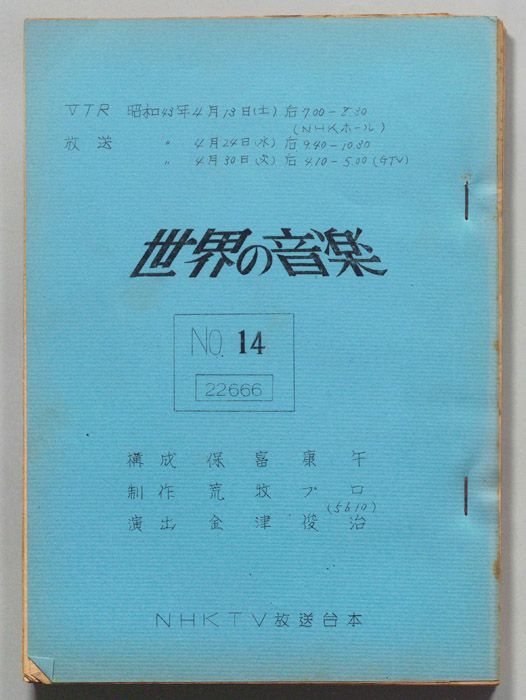 VTR 昭和43年4月13日(土) 后7.00-8.30
(NHKホール)
放送 〃 4月24日(水) 后9.40-10.30
〃 4月30日(火) 后4.10-5.00(GTV)
世界の音楽
NO. 14
22666
構成 保富康午
制作 荒牧プロ
(5610)
演出 金津俊治
NHKTV放送台本